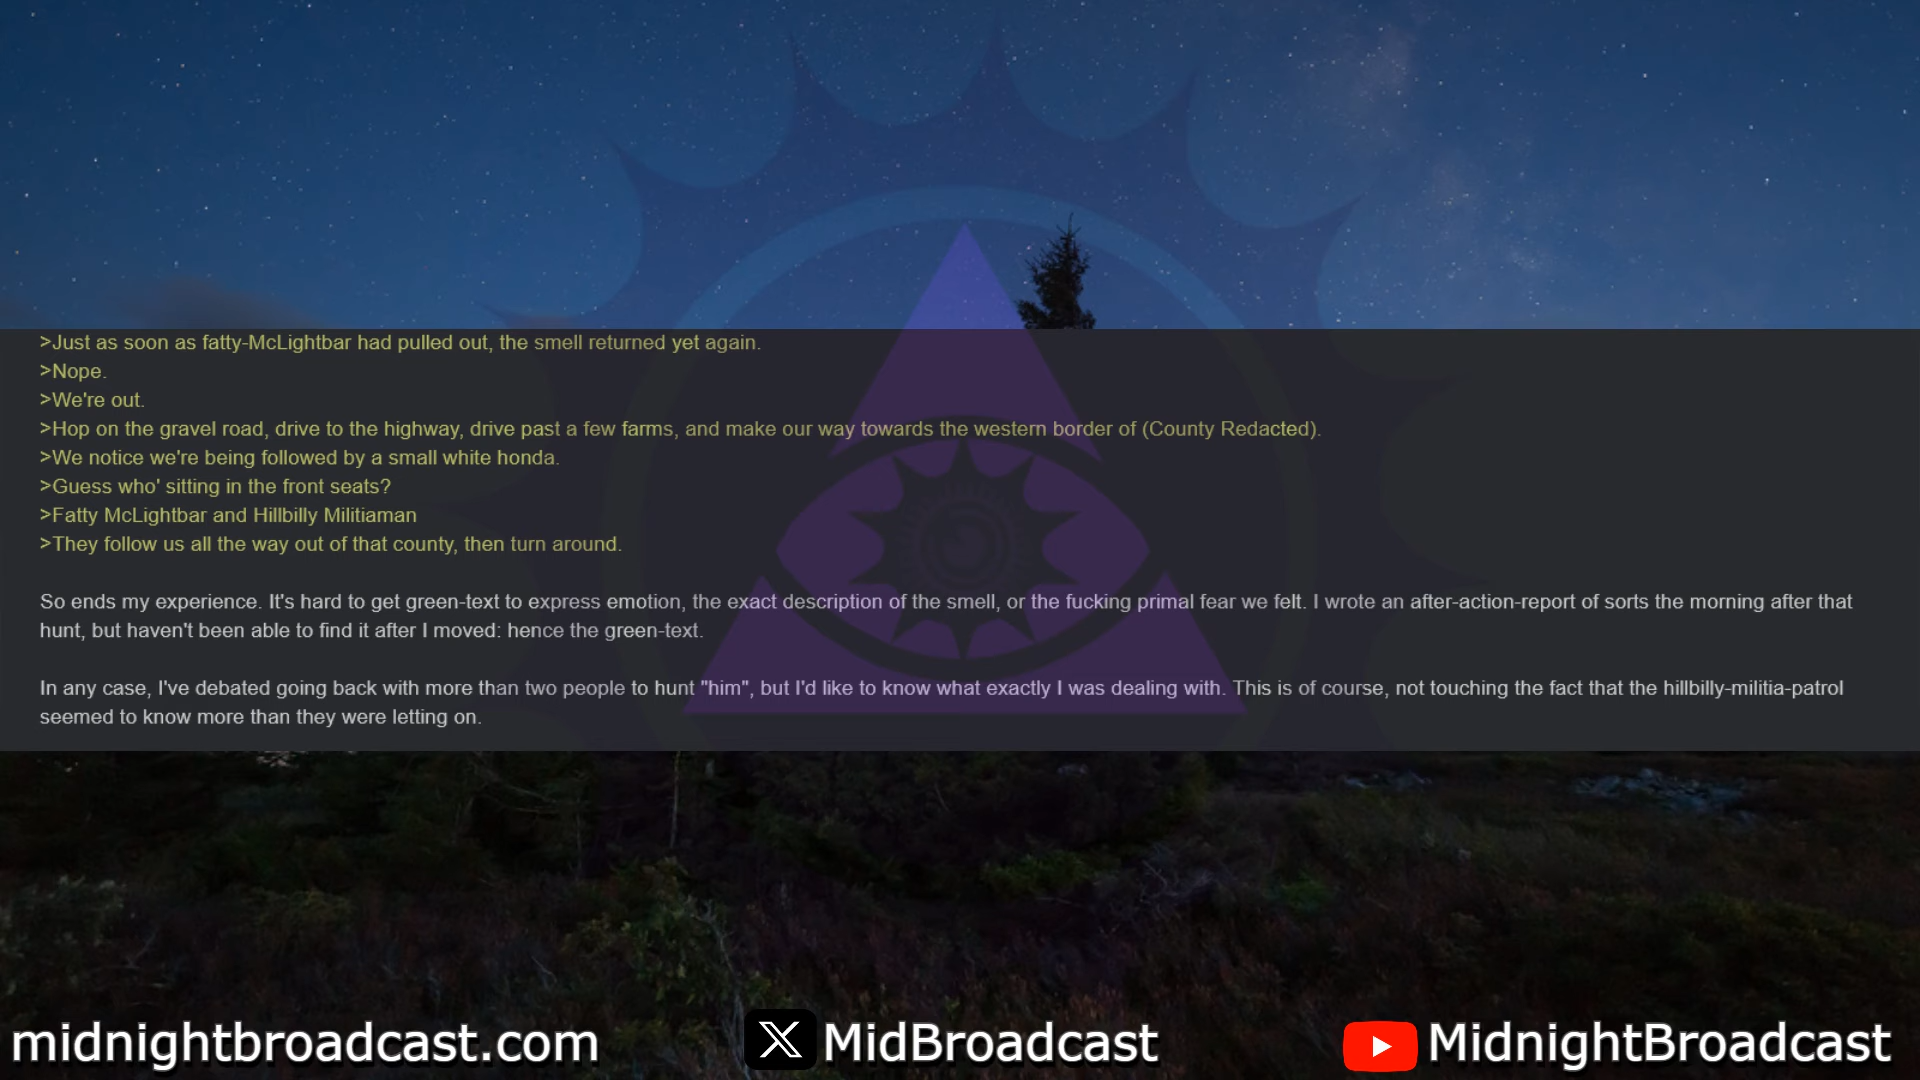 >Just as soon as fatty-McLightbar had pulled out, the smell returned yet again.
>Nope.
>We're out.
>Hop on the gravel road, drive to the highway, drive past a few farms, and make our way towards the western border of (County Redacted).
>We notice we're being followed by a small white honda.
>Guess who' sitting in the front seats?
>Fatty McLightbar and Hillbilly Militiaman
>They follow us all the way out of that county, then turn around.
So ends my experience. It's hard to get green-text to express emotion, the exact description of the smell, or the fucking primal fear we felt. I wrote an after-action-report of sorts the morning after that
hunt, but haven't been able to find it after I moved: hence the green-text.
In any case, I've debated going back with more than two people to hunt "him", but I'd like to know what exactly I was dealing with. This is of course, not touching the fact that the hillbilly-militia-patrol
seemed to know more than they were letting on.
midnightbroadcast.com
MidBroadcast
MidnightBroadcast